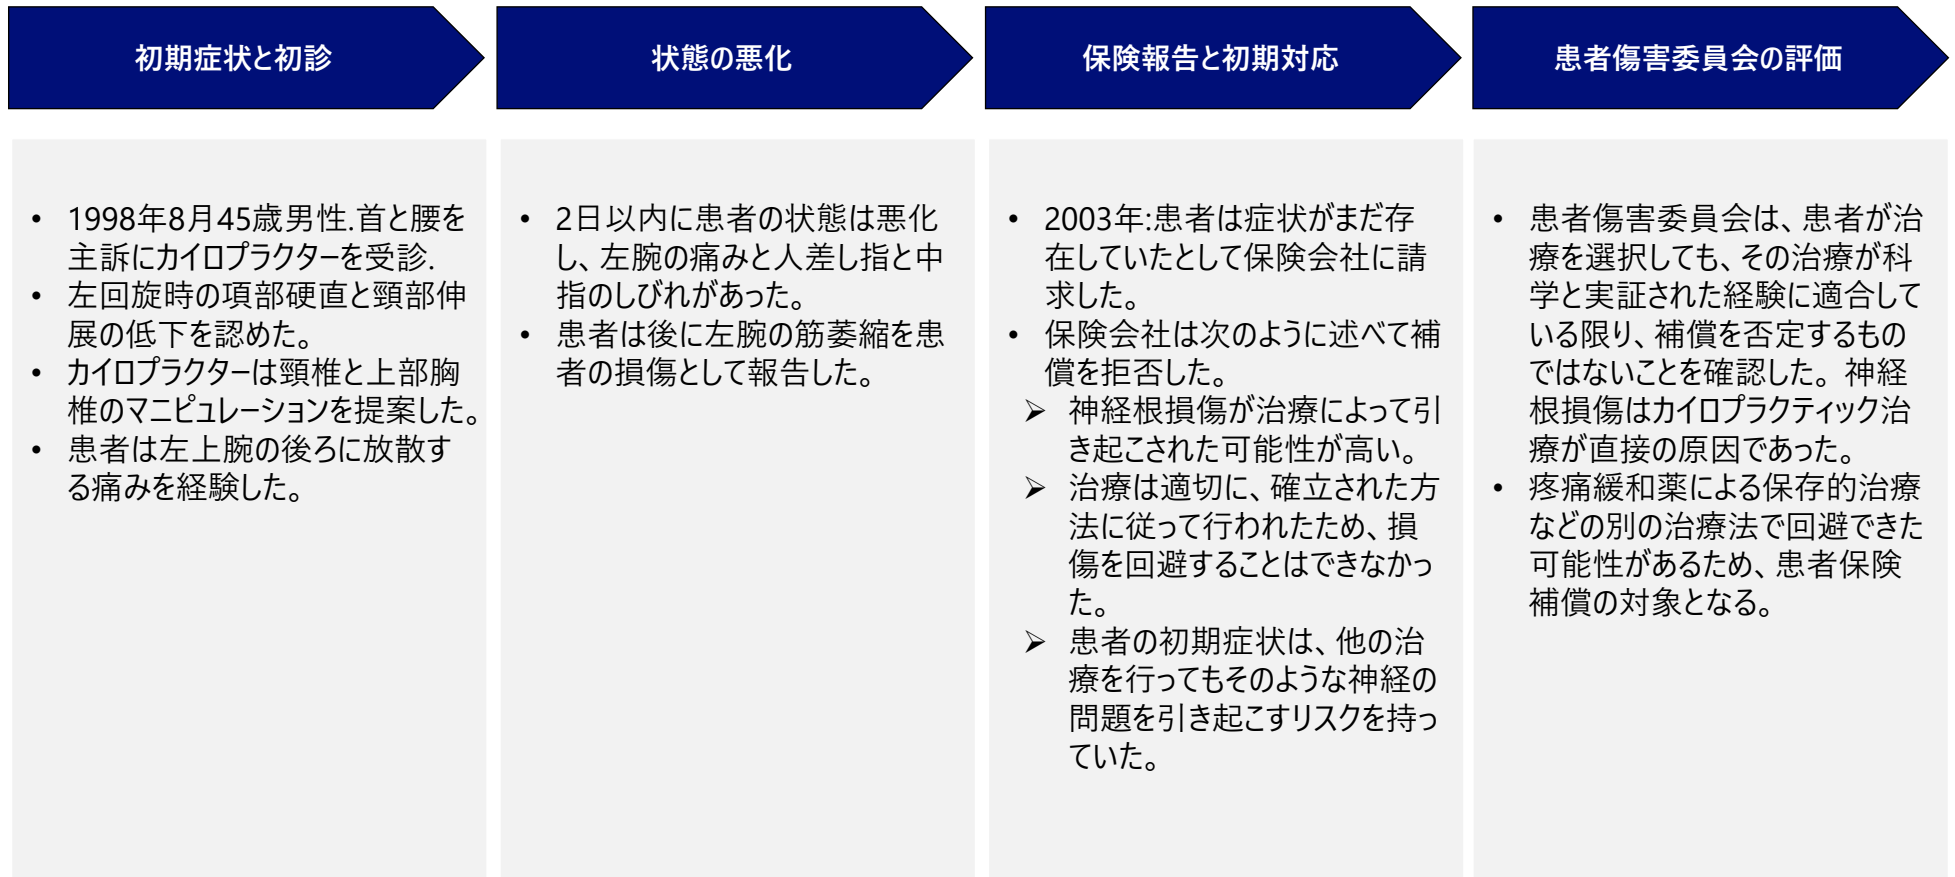 初期症状と初診
状態の悪化
保険報告と初期対応
患者傷害委員会の評価
• 1998年8月45歳男性.首と腰を
主訴にカイロプラクターを受診.
• 左回旋時の項部硬直と頸部伸
展の低下を認めた。
• カイロプラクターは頸椎と上部胸
椎のマニピュレーションを提案した。
• 患者は左上腕の後ろに放散す
る痛みを経験した。
• 2日以内に患者の状態は悪化
し、左腕の痛みと人差し指と中
指のしびれがあった。
• 患者は後に左腕の筋萎縮を患
者の損傷として報告した。
• 2003年:患者は症状がまだ存
在していたとして保険会社に請
求した。
• 保険会社は次のように述べて補
償を拒否した。
➢ 神経根損傷が治療によって引
き起こされた可能性が高い。
➢ 治療は適切に、確立された方
法に従って行われたため、損
傷を回避することはできなかっ
た。
➢ 患者の初期症状は、他の治
療を行ってもそのような神経の
問題を引き起こすリスクを持っ
ていた。
• 患者傷害委員会は、患者が治
療を選択しても、その治療が科
学と実証された経験に適合して
いる限り、補償を否定するもの
ではないことを確認した。神経
根損傷はカイロプラクティック治
療が直接の原因であった。
• 疼痛緩和薬による保存的治療
などの別の治療法で回避できた
可能性があるため、患者保険
補償の対象となる。